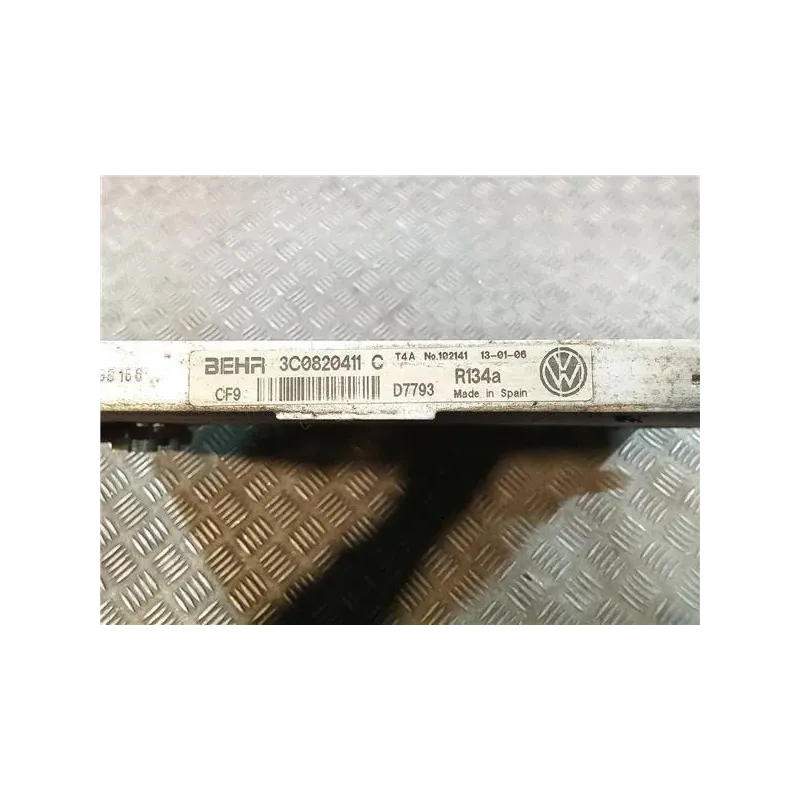 BEHR 3C0820411 C T4A No.102141 13-01-06
CF9 D7793 R134a
Made in Spain